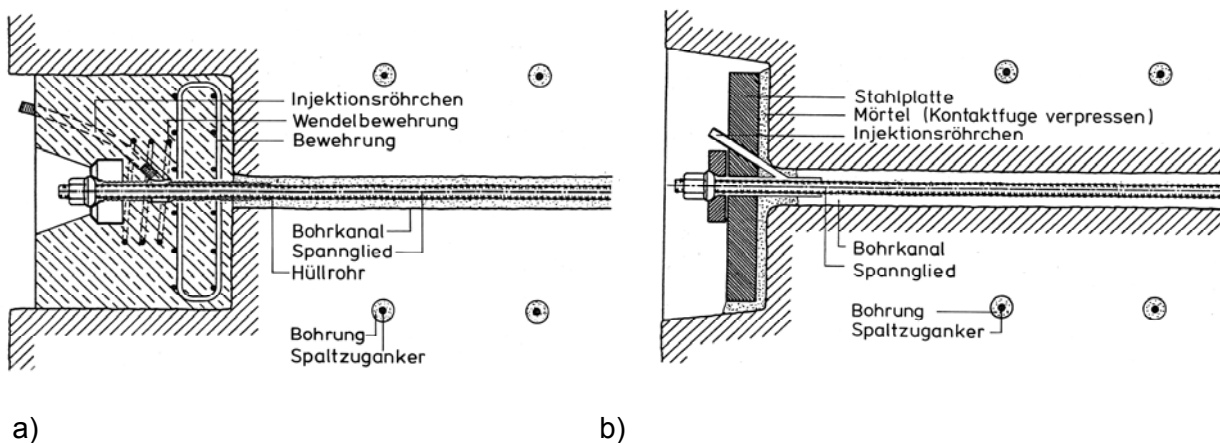 Injektionsröhrchen
Wendelbewehrung
Bewehrung
Bohrkanal
Spannglied
Hüllrohr
Bohrung
Spaltzuganker
a)
Stahlplatte
Mörtel (Kontaktfuge verpressen)
Injektionsröhrchen
Bohrkanal
Spannglied
Bohrung
Spaltzuganker
b)